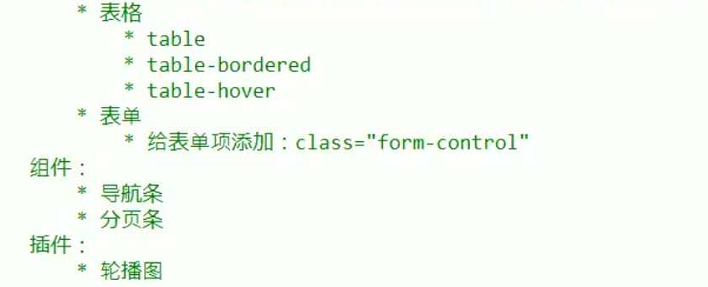 * 表格
* table
* table-bordered
* table-hover
* 表单
* 给表单项添加：class="form-control"
组件：
* 导航条
* 分页条
插件：
* 轮播图